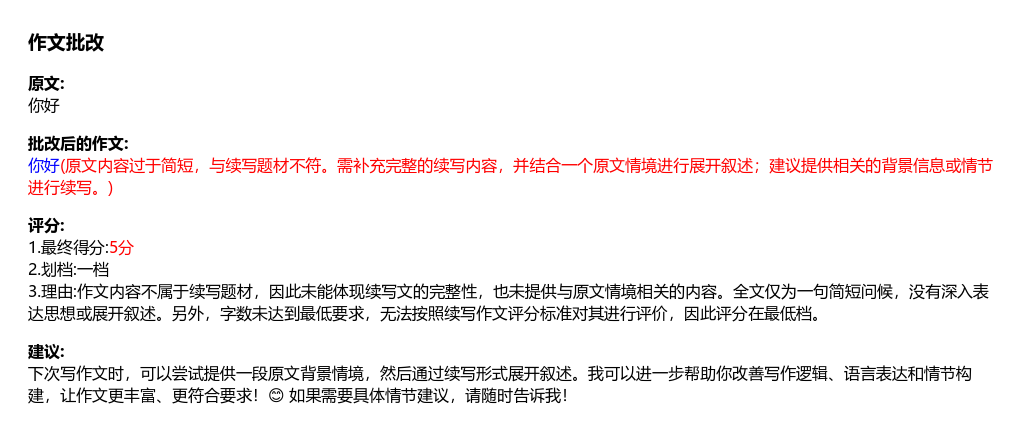 作文批改
原文:
你好
批改后的作文:
你好(原文内容过于简短，与续写题材不符。需补充完整的续写内容，并结合一个原文情境进行展开叙述；建议提供相关的背景信息或情节
进行续写。)
评分:
1.最终得分:5分
2.划档:一档
3.理由:作文内容不属于续写题材，因此未能体现续写文的完整性，也未提供与原文情境相关的内容。全文仅为一句简短问候，没有深入表
达思想或展开叙述。另外，字数未达到最低要求，无法按照续写作文评分标准对其进行评价，因此评分在最低档。
建议:
下次写作文时，可以尝试提供一段原文背景情境，然后通过续写形式展开叙述。我可以进一步帮助你改善写作逻辑、语言表达和情节构
建，让作文更丰富、更符合要求！😊 如果需要具体情节建议，请随时告诉我！